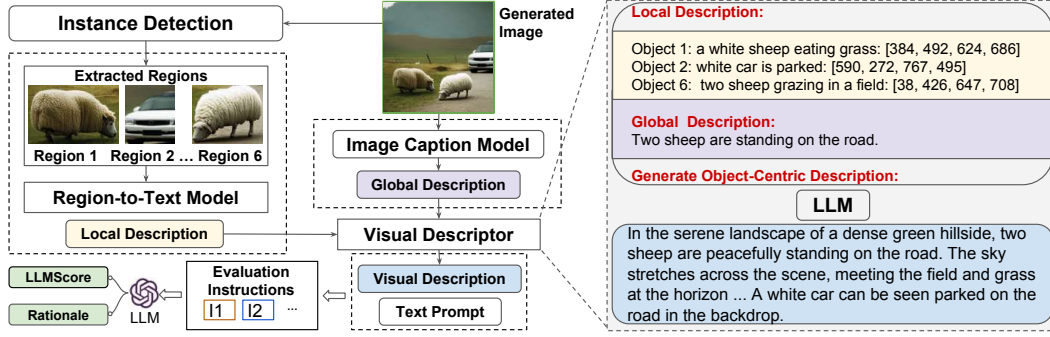 Instance Detection
Generated
Image
Extracted Regions
Region 1 Region 2 ... Region 6
Region-to-Text Model
Local Description
Image Caption Model
Global Description
Visual Descriptor
Visual Description
Text Prompt
Evaluation
Instructions
I1 I2 ...
LLM
LLMScore
Rationale
Local Description:
Object 1: a white sheep eating grass: [384, 492, 624, 686]
Object 2: white car is parked: [590, 272, 767, 495]
Object 6: two sheep grazing in a field: [38, 426, 647, 708]
Global Description:
Two sheep are standing on the road.
Generate Object-Centric Description:
LLM
In the serene landscape of a dense green hillside, two
sheep are peacefully standing on the road. The sky
stretches across the scene, meeting the field and grass
at the horizon ... A white car can be seen parked on the
road in the backdrop.